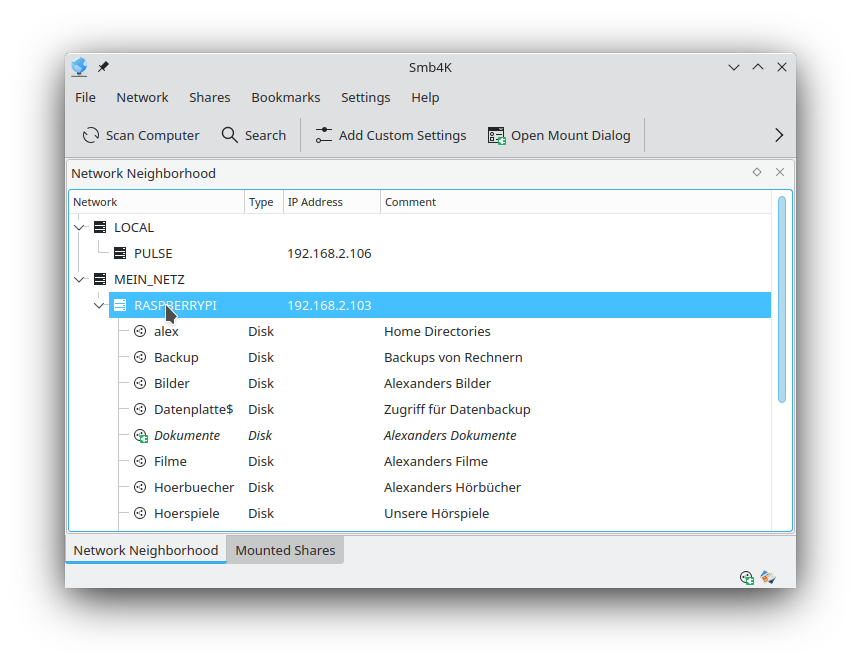 Smb4K
File Network Shares Bookmarks Settings Help
Scan Computer Search Add Custom Settings Open Mount Dialog
Network Neighborhood
Network Type IP Address Comment
LOCAL
PULSE 192.168.2.106
MEIN_NETZ
RASPBERRYPI 192.168.2.103
alex Disk Home Directories
Backup Disk Backups von Rechnern
Bilder Disk Alexanders Bilder
Datenplatte$ Disk Zugriff für Datenbackup
Dokumente Disk Alexanders Dokumente
Filme Disk Alexanders Filme
Hoerbuecher Disk Alexanders Hörbücher
Hoerspiele Disk Unsere Hörspiele
Network Neighborhood Mounted Shares